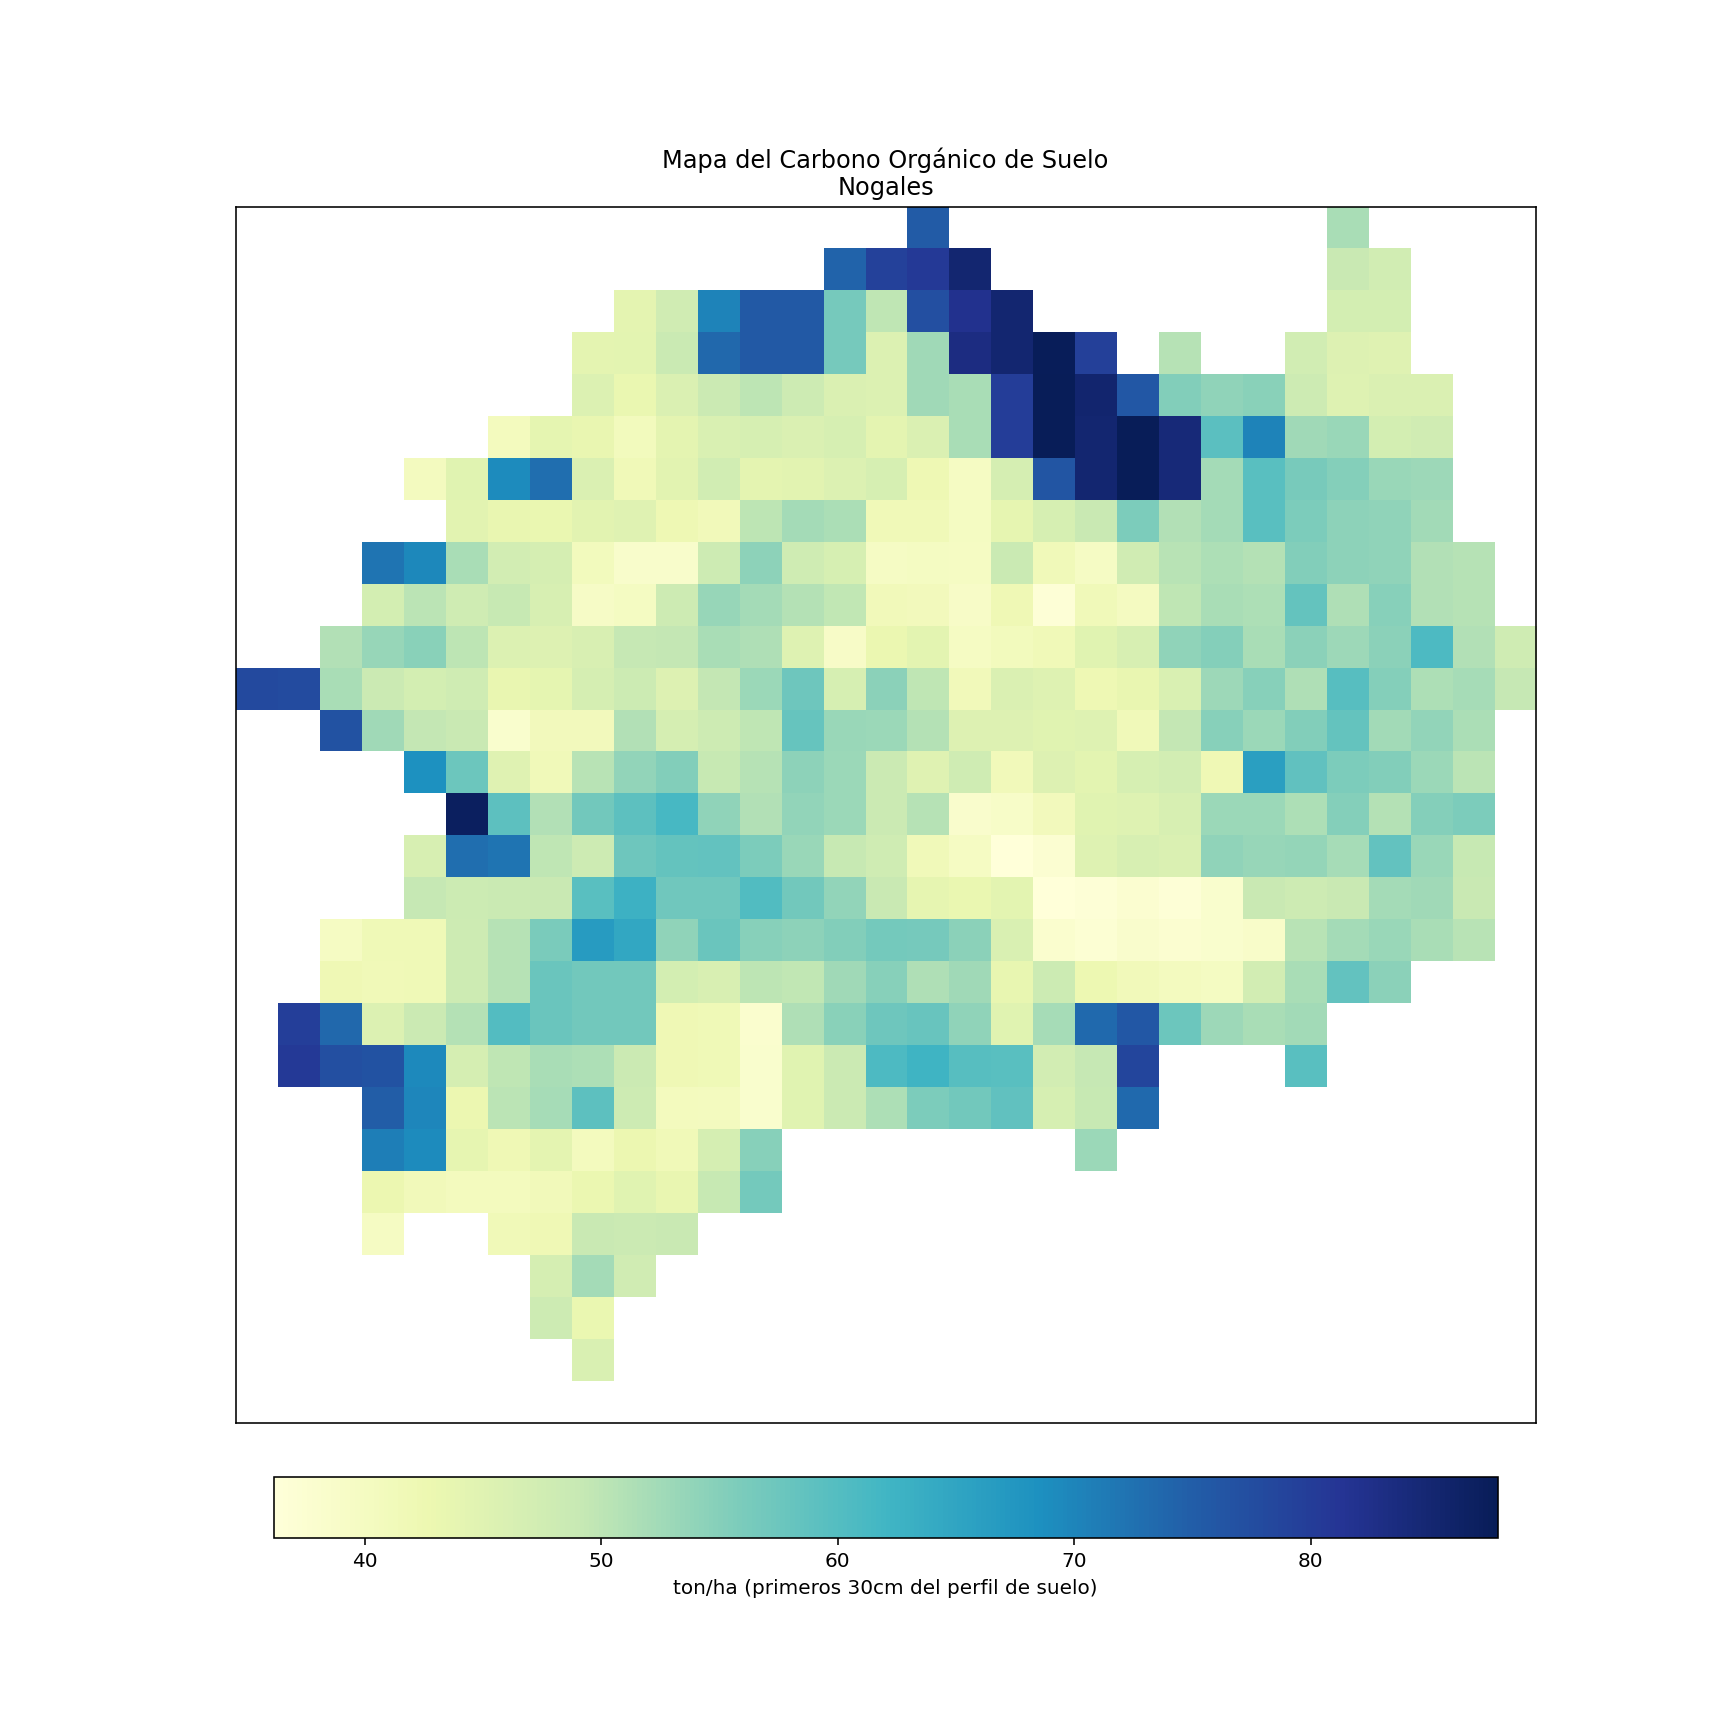 Mapa del Carbono Orgánico de Suelo
Nogales
40 50 60 70 80
ton/ha (primeros 30cm del perfil de suelo)